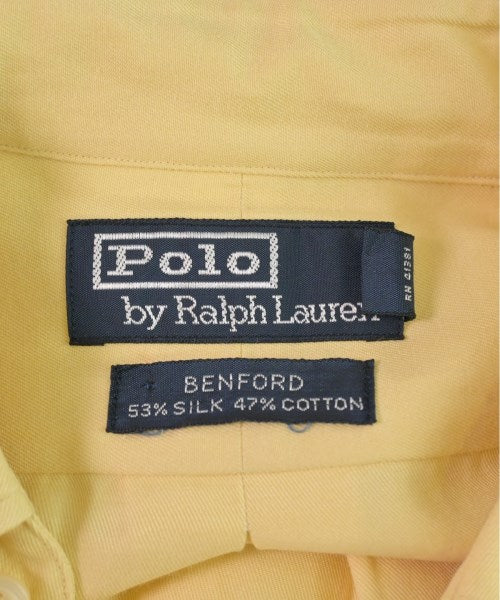 Polo
by Ralph Lauren
RN 41381
BENFORD
53% SILK 47% COTTON